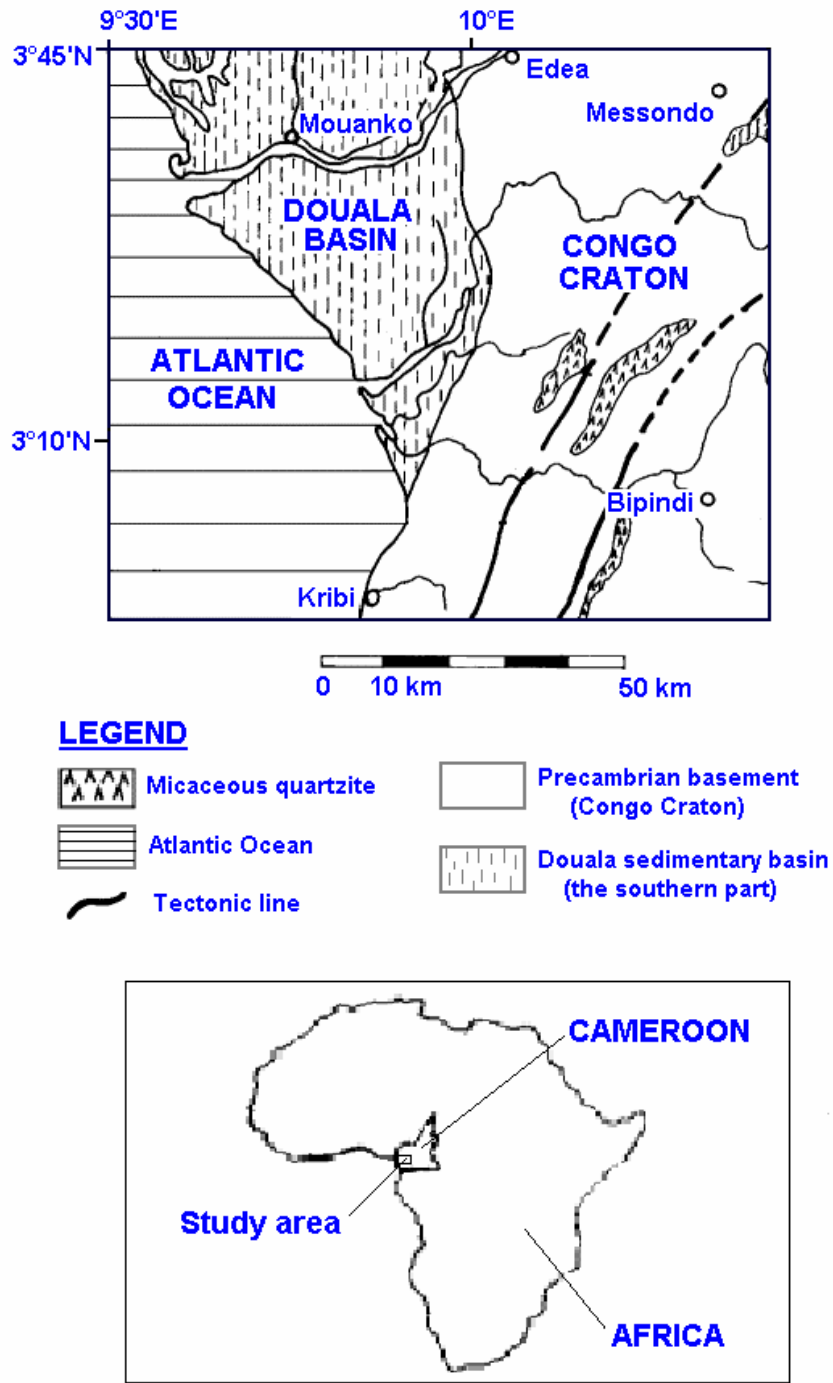 9°30'E
10°E
3°45'N
Edea
Messondo
Mouanko
DOUALA
BASIN
CONGO
CRATON
ATLANTIC
OCEAN
3°10'N
Bipindi
Kribi
0 10 km 50 km
LEGEND
Micaceous quartzite
Precambrian basement
(Congo Craton)
Atlantic Ocean
Douala sedimentary basin
(the southern part)
Tectonic line
CAMEROON
Study area
AFRICA